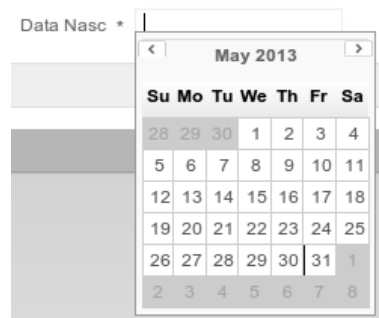 Data Nasc *
< May 2013 >
Su Mo Tu We Th Fr Sa
28 29 30 1 2 3 4
5 6 7 8 9 10 11
12 13 14 15 16 17 18
19 20 21 22 23 24 25
26 27 28 29 30 31 1
2 3 4 5 6 7 8